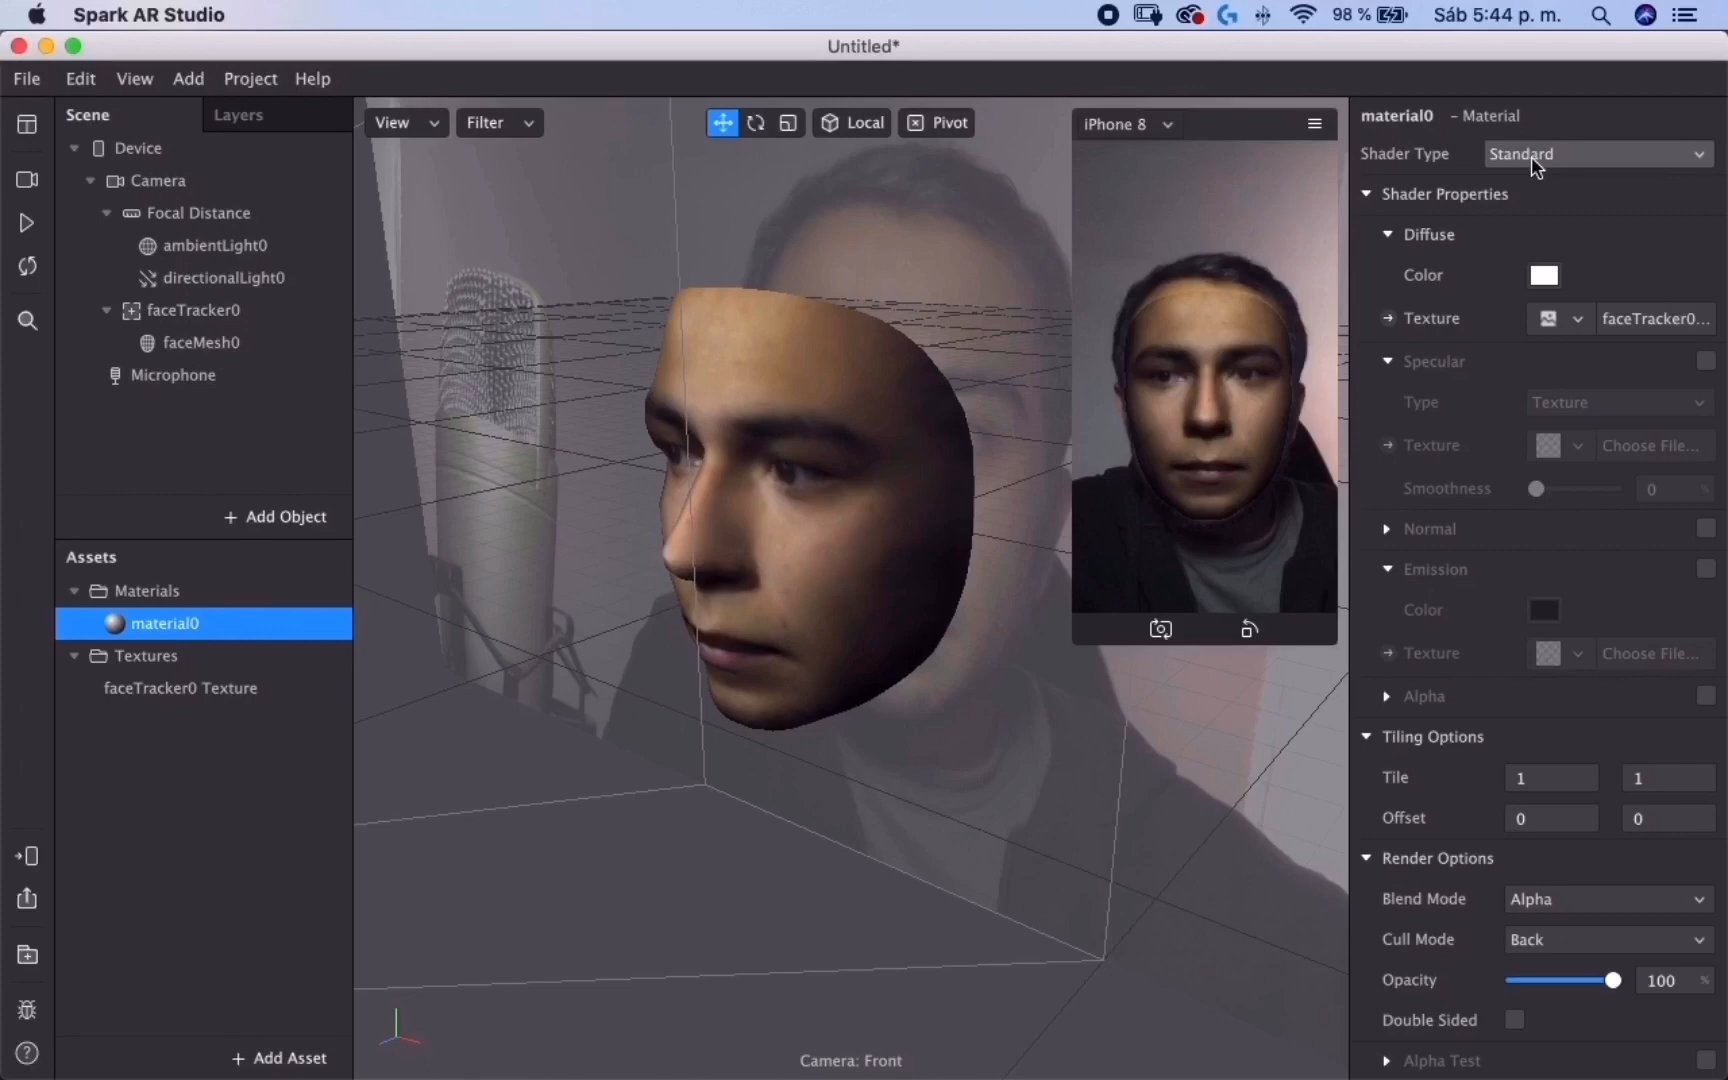 Spark AR Studio
98 %
Sáb 5:44 p. m.
Untitled*
File Edit View Add Project Help
Scene Layers
Device
Camera
Focal Distance
ambientLight0
directionalLight0
faceTracker0
faceMesh0
Microphone
+ Add Object
Assets
Materials
material0
Textures
faceTracker0 Texture
+ Add Asset
View Filter Local Pivot
iPhone 8
Camera: Front
material0 - Material
Shader Type Standard
Shader Properties
Diffuse
Color
Texture faceTracker0...
Specular
Type Texture
Texture Choose File...
Smoothness 0 %
Normal
Emission
Color
Texture Choose File...
Alpha
Tiling Options
Tile 1 1
Offset 0 0
Render Options
Blend Mode Alpha
Cull Mode Back
Opacity 100 %
Double Sided
Alpha Test